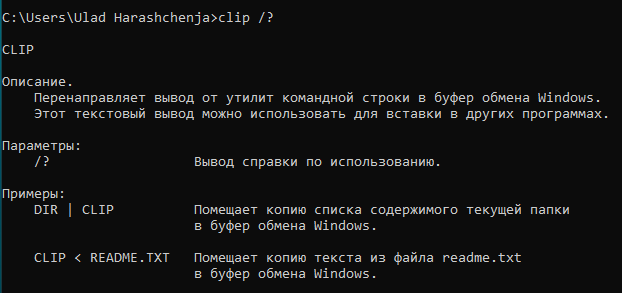 C:\Users\Ulad Harashchenja>clip /?
CLIP
Описание.
Перенаправляет вывод от утилит командной строки в буфер обмена Windows.
Этот текстовый вывод можно использовать для вставки в других программах.
Параметры:
/? Вывод справки по использованию.
Примеры:
DIR | CLIP Помещает копию списка содержимого текущей папки
в буфер обмена Windows.
CLIP < README.TXT Помещает копию текста из файла readme.txt
в буфер обмена Windows.